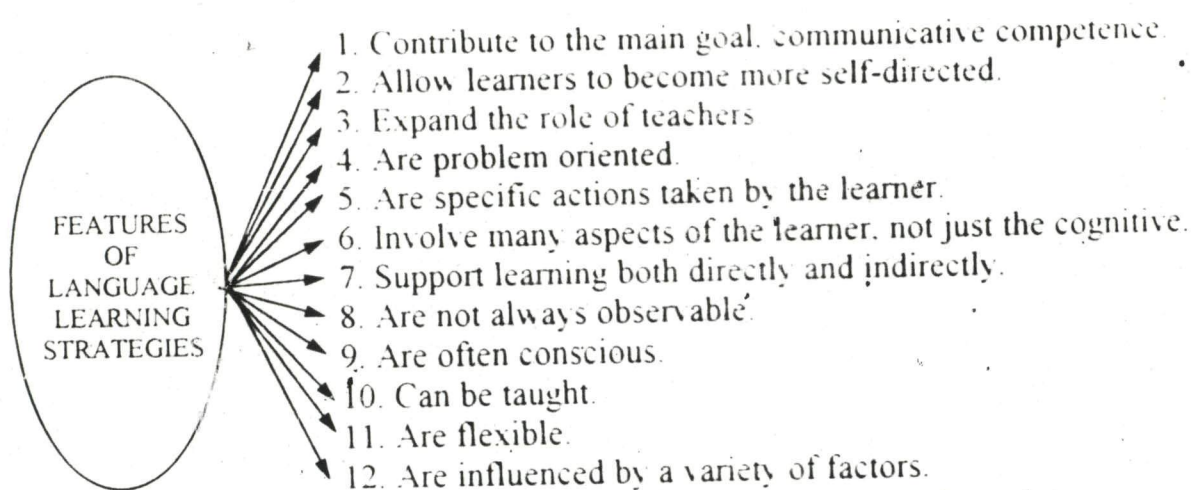 1. Contribute to the main goal, communicative competence.
2. Allow learners to become more self-directed.
3. Expand the role of teachers
4. Are problem oriented.
5. Are specific actions taken by the learner.
6. Involve many aspects of the learner, not just the cognitive.
7. Support learning both directly and indirectly.
8. Are not always observable.
9. Are often conscious.
10. Can be taught.
11. Are flexible.
12. Are influenced by a variety of factors.
FEATURES
OF
LANGUAGE
LEARNING
STRATEGIES